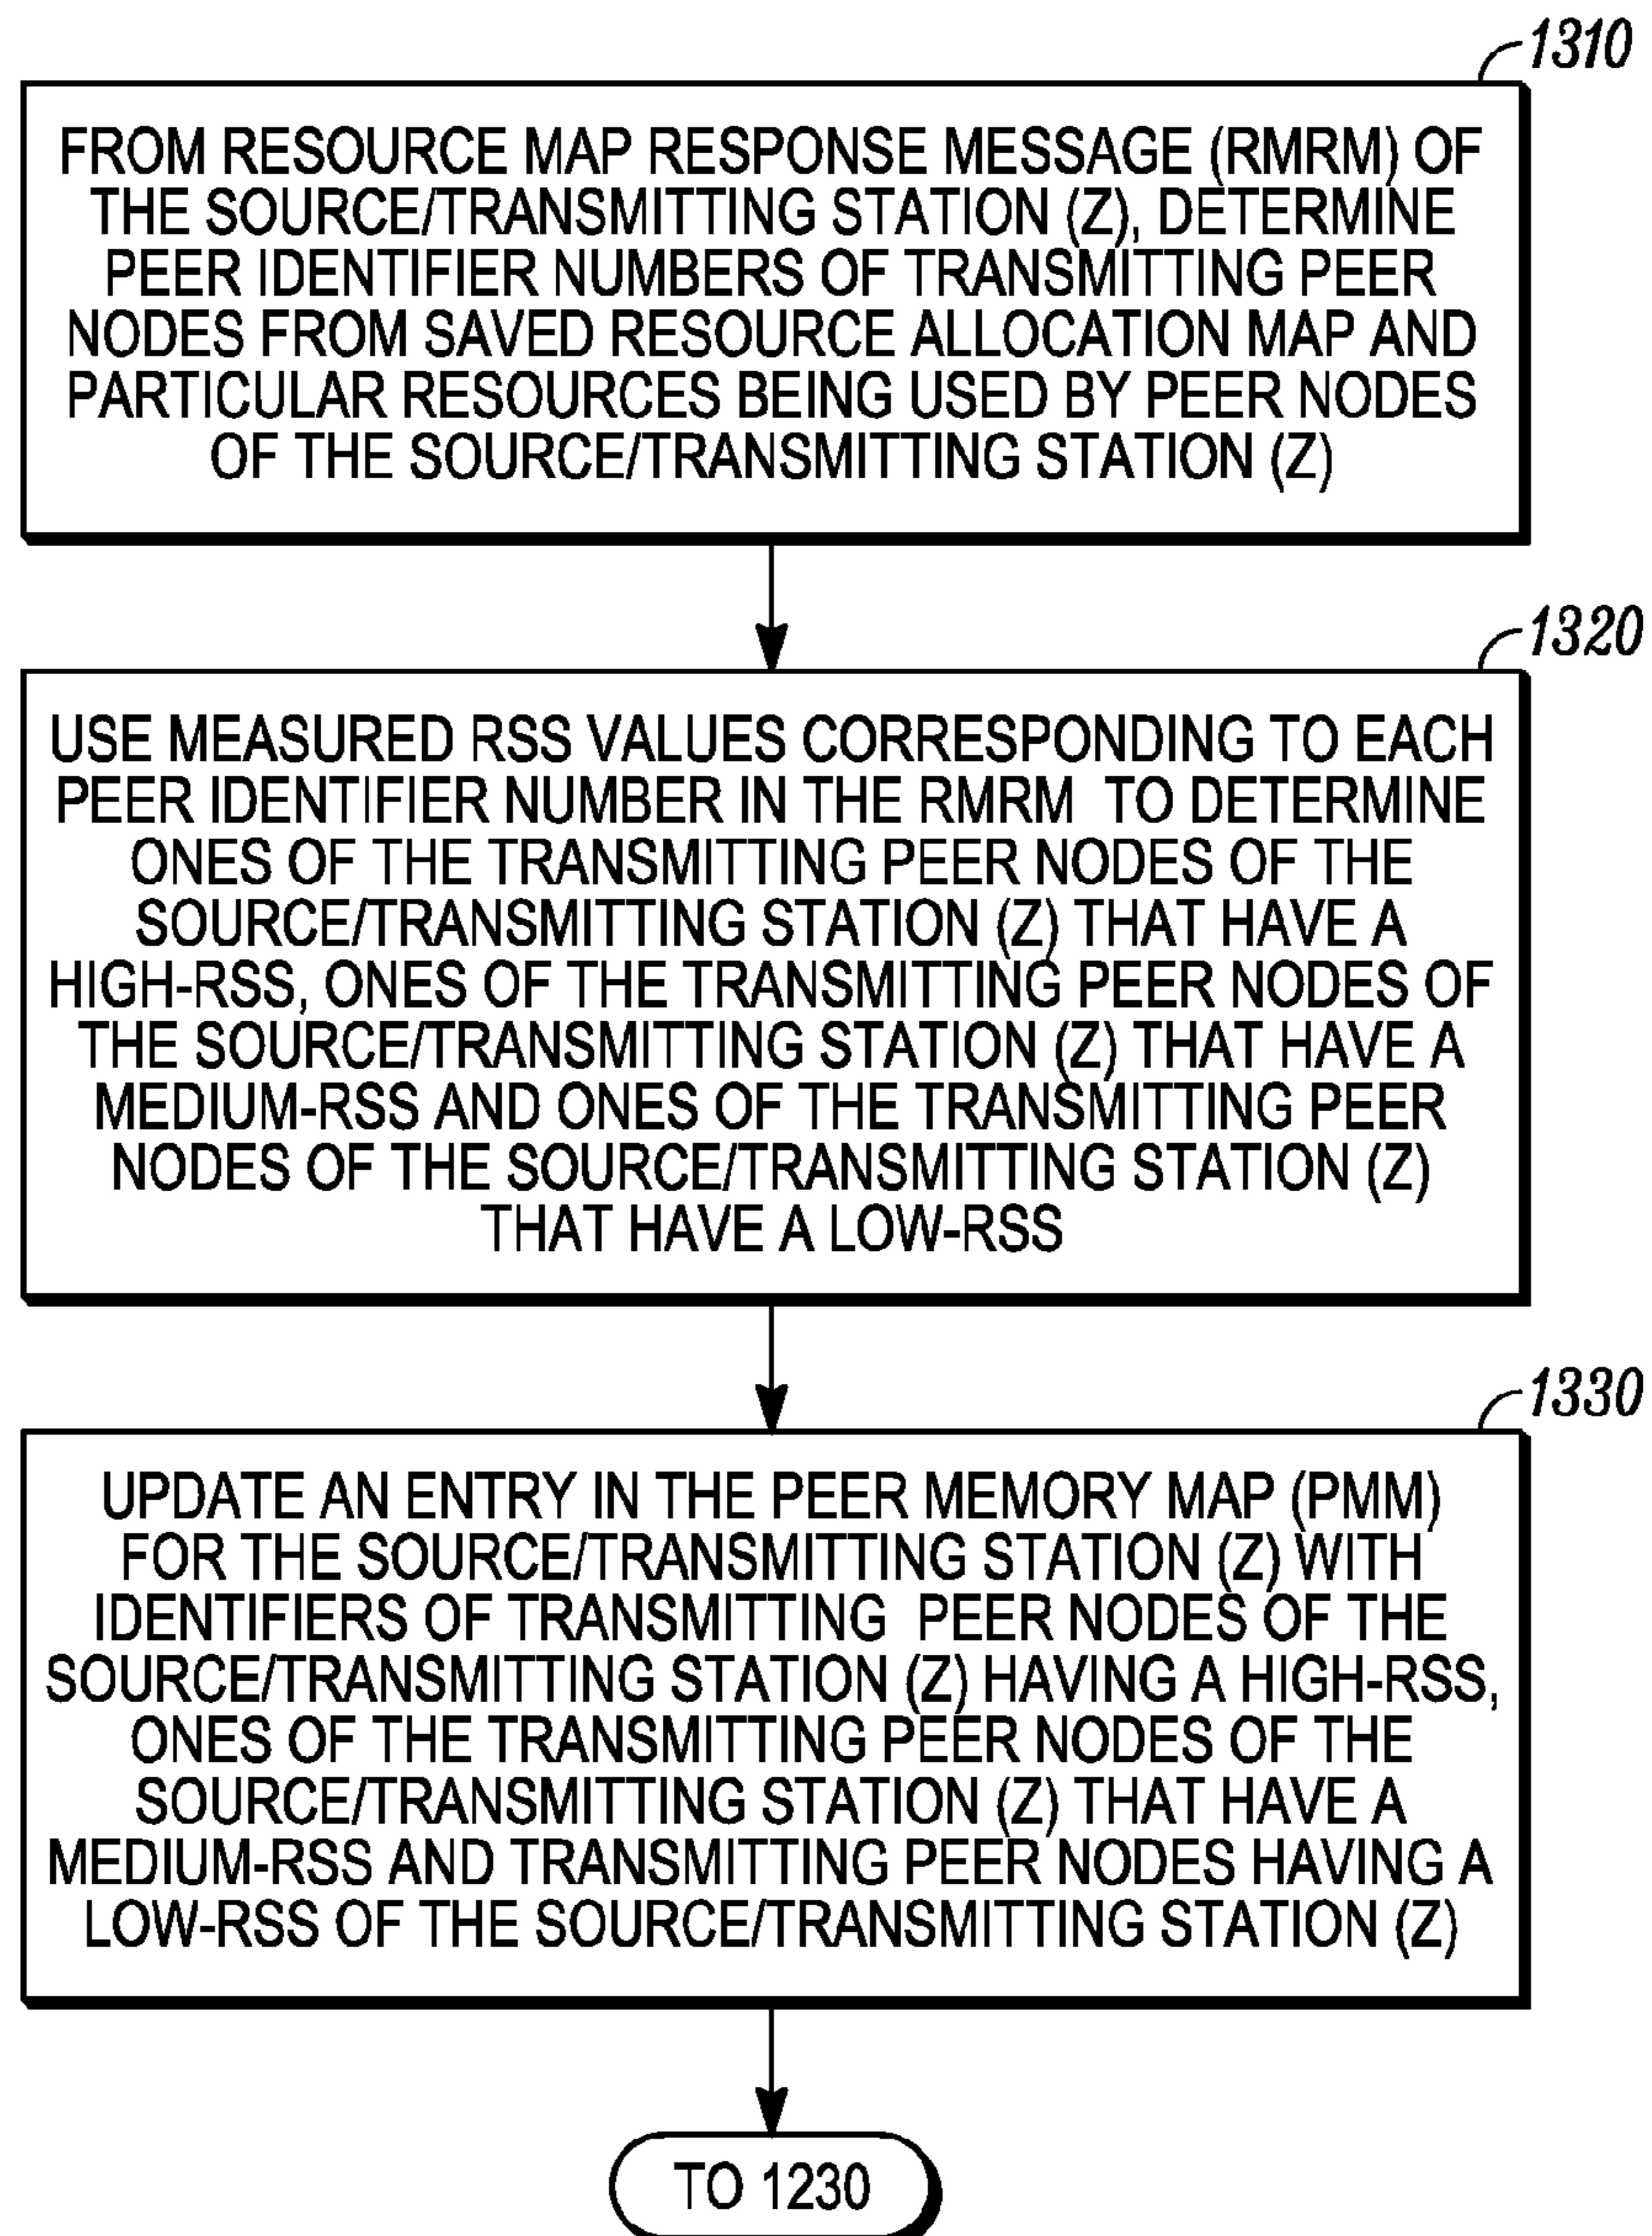 1310
FROM RESOURCE MAP RESPONSE MESSAGE (RMRM) OF
THE SOURCE/TRANSMITTING STATION (Z), DETERMINE
PEER IDENTIFIER NUMBERS OF TRANSMITTING PEER
NODES FROM SAVED RESOURCE ALLOCATION MAP AND
PARTICULAR RESOURCES BEING USED BY PEER NODES
OF THE SOURCE/TRANSMITTING STATION (Z)
1320
USE MEASURED RSS VALUES CORRESPONDING TO EACH
PEER IDENTIFIER NUMBER IN THE RMRM TO DETERMINE
ONES OF THE TRANSMITTING PEER NODES OF THE
SOURCE/TRANSMITTING STATION (Z) THAT HAVE A
HIGH-RSS, ONES OF THE TRANSMITTING PEER NODES OF
THE SOURCE/TRANSMITTING STATION (Z) THAT HAVE A
MEDIUM-RSS AND ONES OF THE TRANSMITTING PEER
NODES OF THE SOURCE/TRANSMITTING STATION (Z)
THAT HAVE A LOW-RSS
1330
UPDATE AN ENTRY IN THE PEER MEMORY MAP (PMM)
FOR THE SOURCE/TRANSMITTING STATION (Z) WITH
IDENTIFIERS OF TRANSMITTING PEER NODES OF THE
SOURCE/TRANSMITTING STATION (Z) HAVING A HIGH-RSS,
ONES OF THE TRANSMITTING PEER NODES OF THE
SOURCE/TRANSMITTING STATION (Z) THAT HAVE A
MEDIUM-RSS AND TRANSMITTING PEER NODES HAVING A
LOW-RSS OF THE SOURCE/TRANSMITTING STATION (Z)
TO 1230